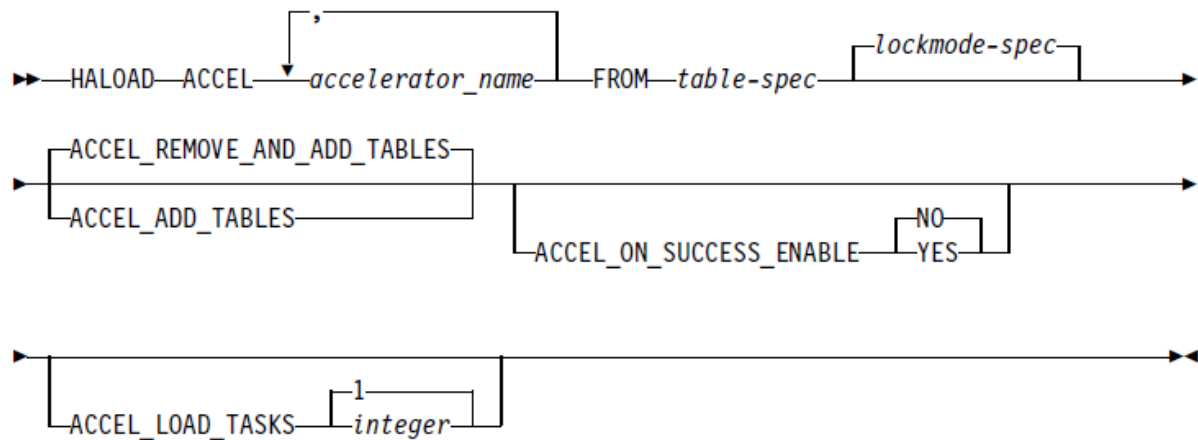 ,
lockmode-spec
HALOAD ACCEL accelerator_name FROM table-spec
ACCEL_REMOVE_AND_ADD_TABLES
ACCEL_ADD_TABLES
NO
ACCEL_ON_SUCCESS_ENABLE YES
1
ACCEL_LOAD_TASKS integer